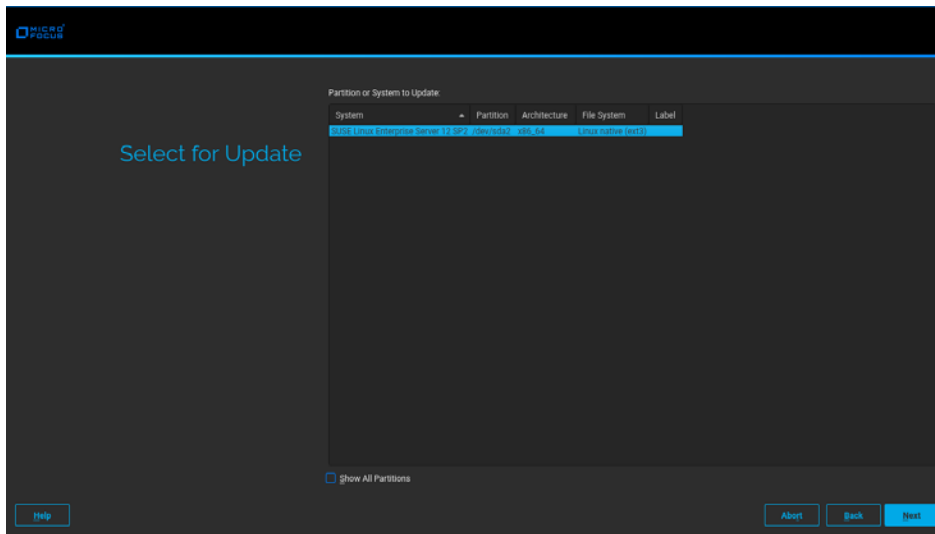 MICRO
FOCUS
Partition or System to Update:
System Partition Architecture File System Label
SUSE Linux Enterprise Server 12 SP2 /dev/sda2 x86_64 Linux native (ext3)
Select for Update
Show All Partitions
Help Abort Back Next